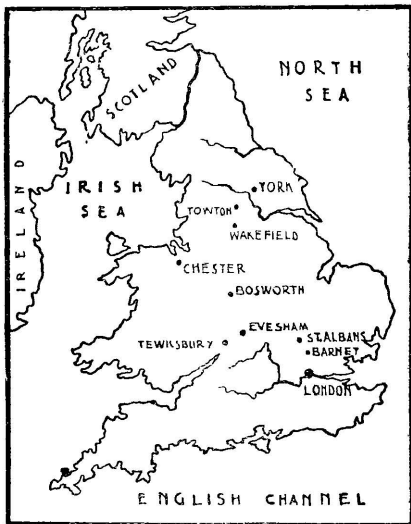 NORTH
SEA
SCOTLAND
IRELAND
IRISH
SEA
YORK
TOWTON
WAKEFIELD
CHESTER
BOSWORTH
EVESHAM
TEWKSBURY
ST.ALBANS
BARNET
LONDON
ENGLISH CHANNEL